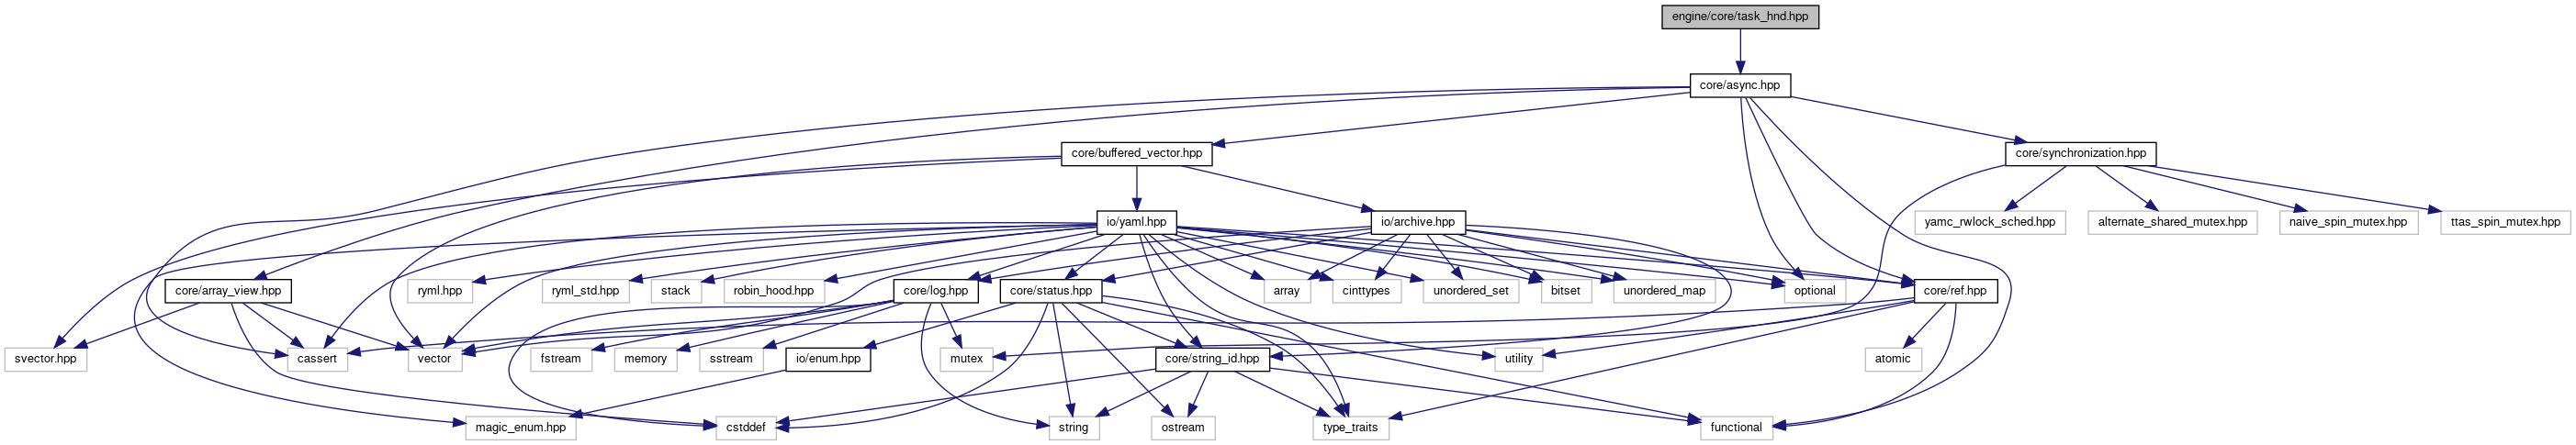 engine/core/task_hnd.hpp
core/async.hpp
core/buffered_vector.hpp
core/synchronization.hpp
io/yaml.hpp
io/archive.hpp
yamc_rwlock_sched.hpp
alternate_shared_mutex.hpp
naive_spin_mutex.hpp
ttas_spin_mutex.hpp
core/array_view.hpp
ryml.hpp
ryml_std.hpp
stack
robin_hood.hpp
core/log.hpp
core/status.hpp
array
cinttypes
unordered_set
bitset
unordered_map
optional
core/ref.hpp
svector.hpp
cassert
vector
fstream
memory
sstream
io/enum.hpp
mutex
core/string_id.hpp
utility
atomic
magic_enum.hpp
cstddef
string
ostream
type_traits
functional